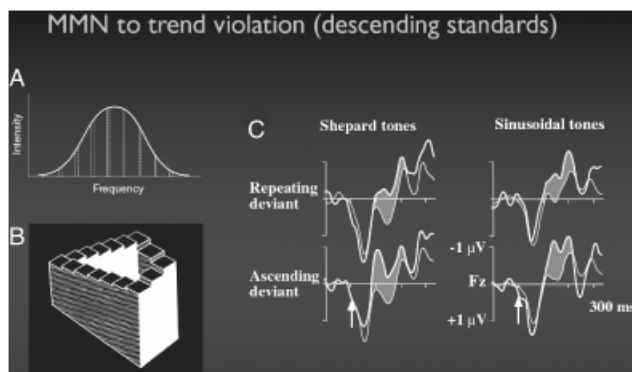 MMN to trend violation (descending standards)
A
Intensity
Frequency
B
C
Shepard tones
Sinusoidal tones
Repeating
deviant
Ascending
deviant
-1 μV
Fz
+1 μV
300 ms